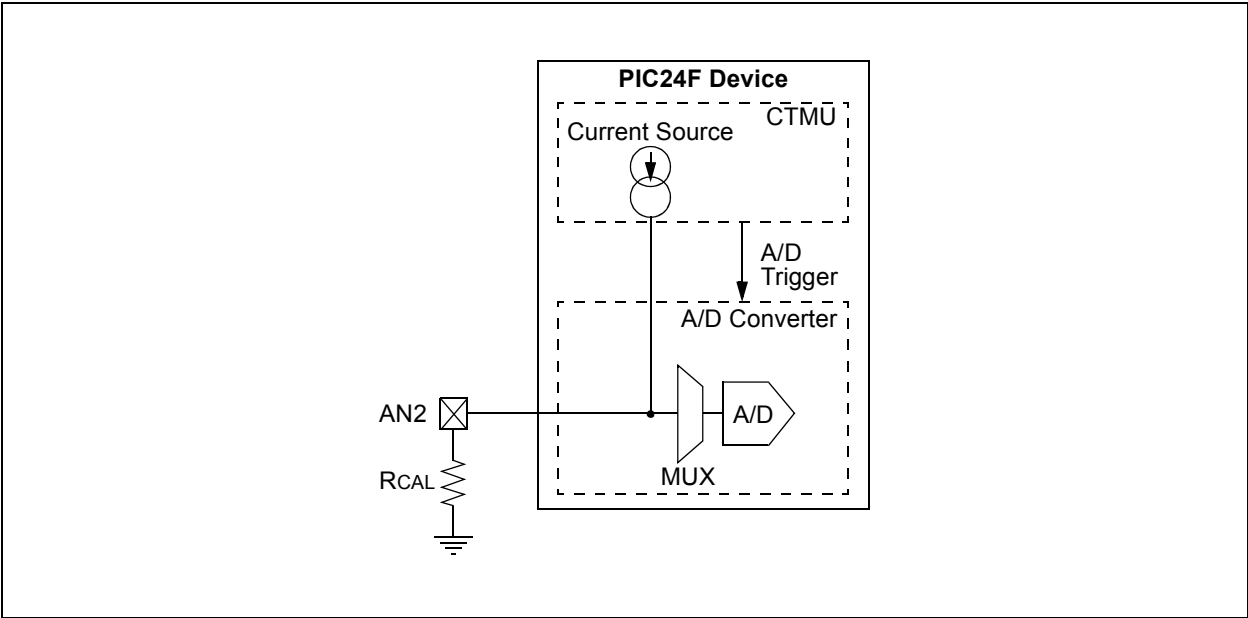 PIC24F Device
CTMU
Current Source
A/D
Trigger
A/D Converter
AN2
A/D
MUX
RCAL